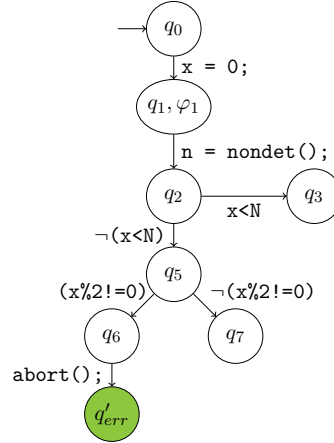 q₀
x = 0;
q₁, φ₁
n = nondet();
q₂
q₃
x<N
¬(x<N)
q₅
(x%2!=0)
¬(x%2!=0)
q₆
q₇
abort();
q′ₑᵣᵣ